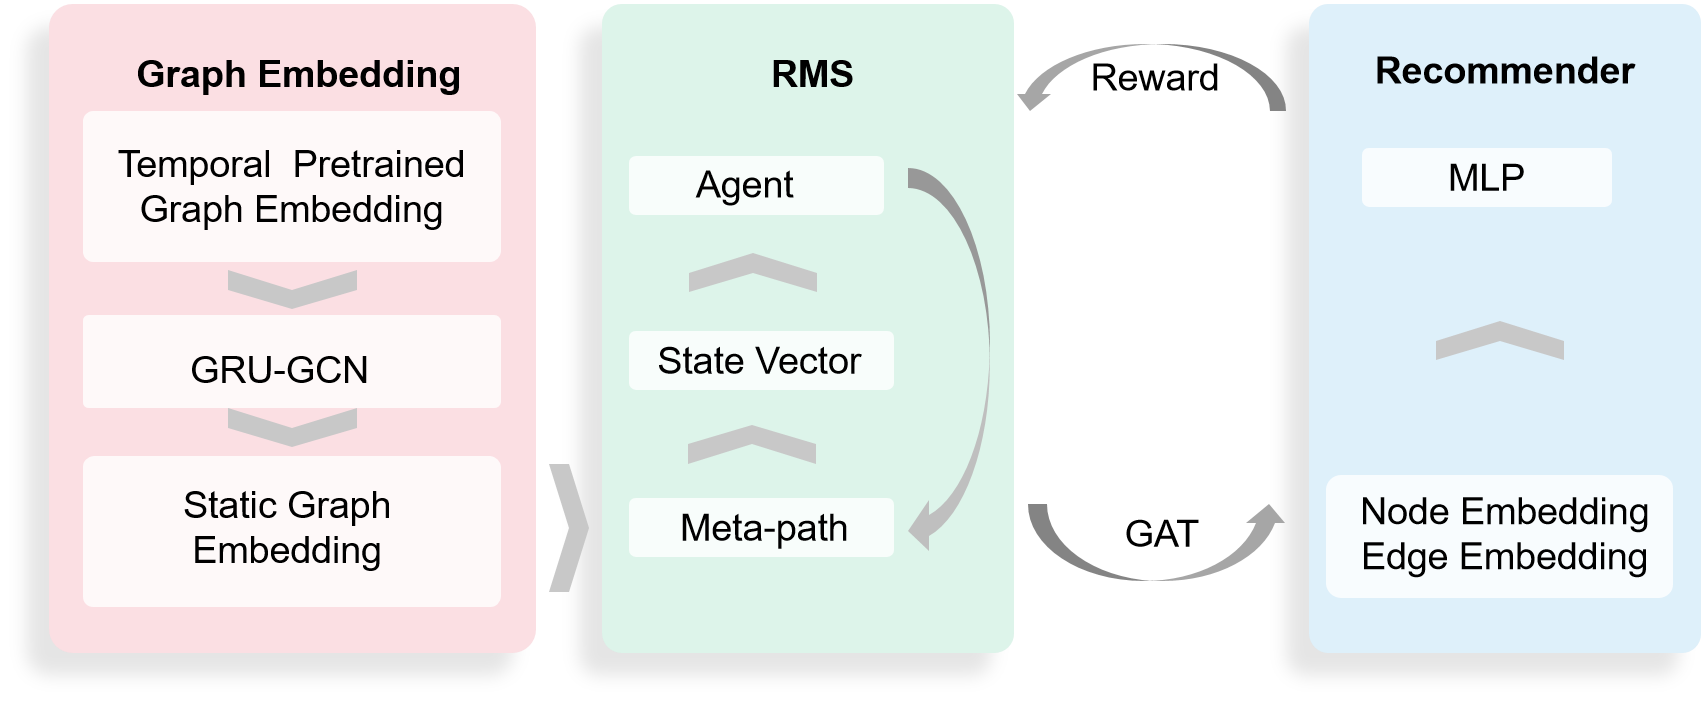 Graph Embedding
Temporal Pretrained
Graph Embedding
GRU-GCN
Static Graph
Embedding
RMS
Agent
State Vector
Meta-path
Reward
GAT
Recommender
MLP
Node Embedding
Edge Embedding